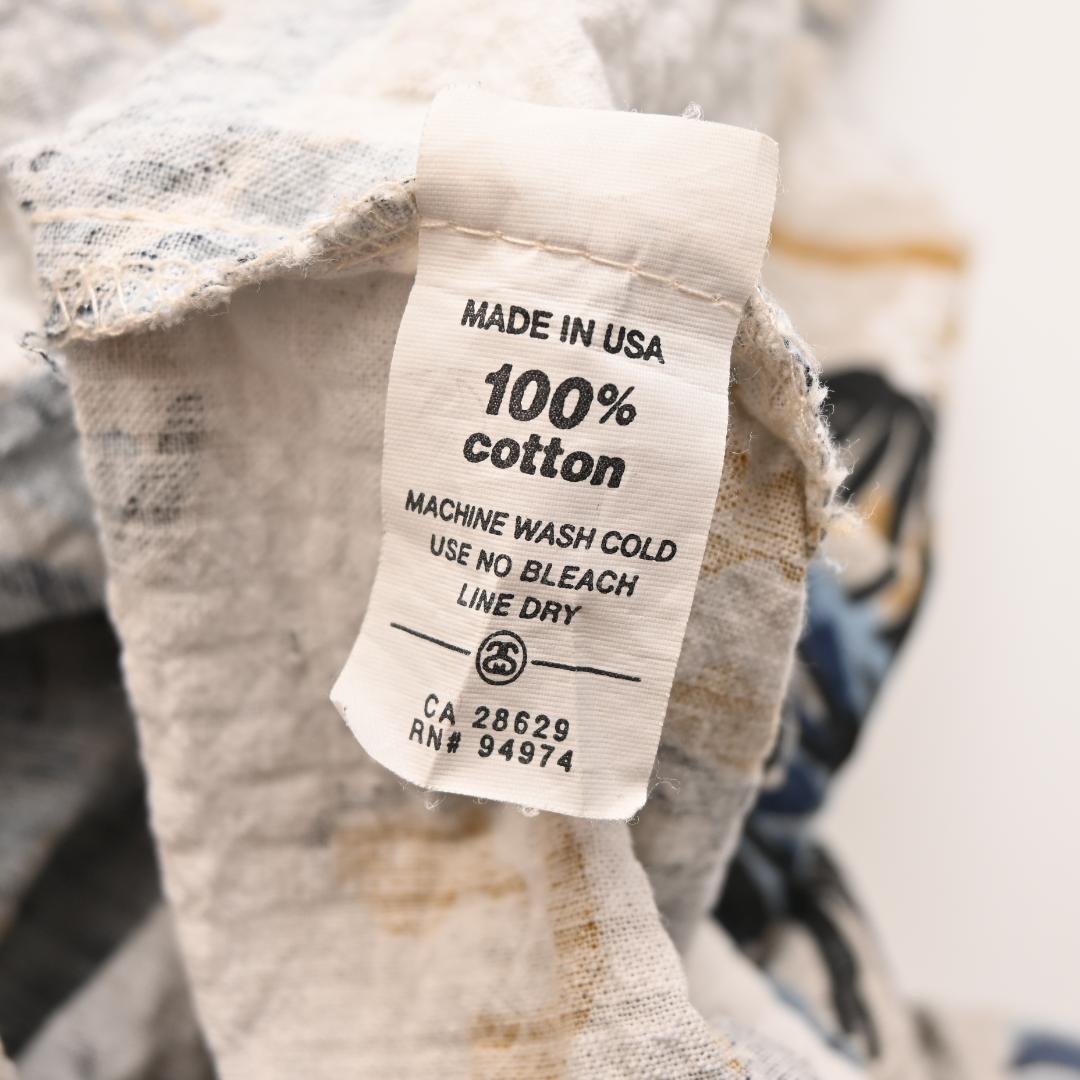 MADE IN USA
100%
cotton
MACHINE WASH COLD
USE NO BLEACH
LINE DRY
CA 28629
RN# 94974